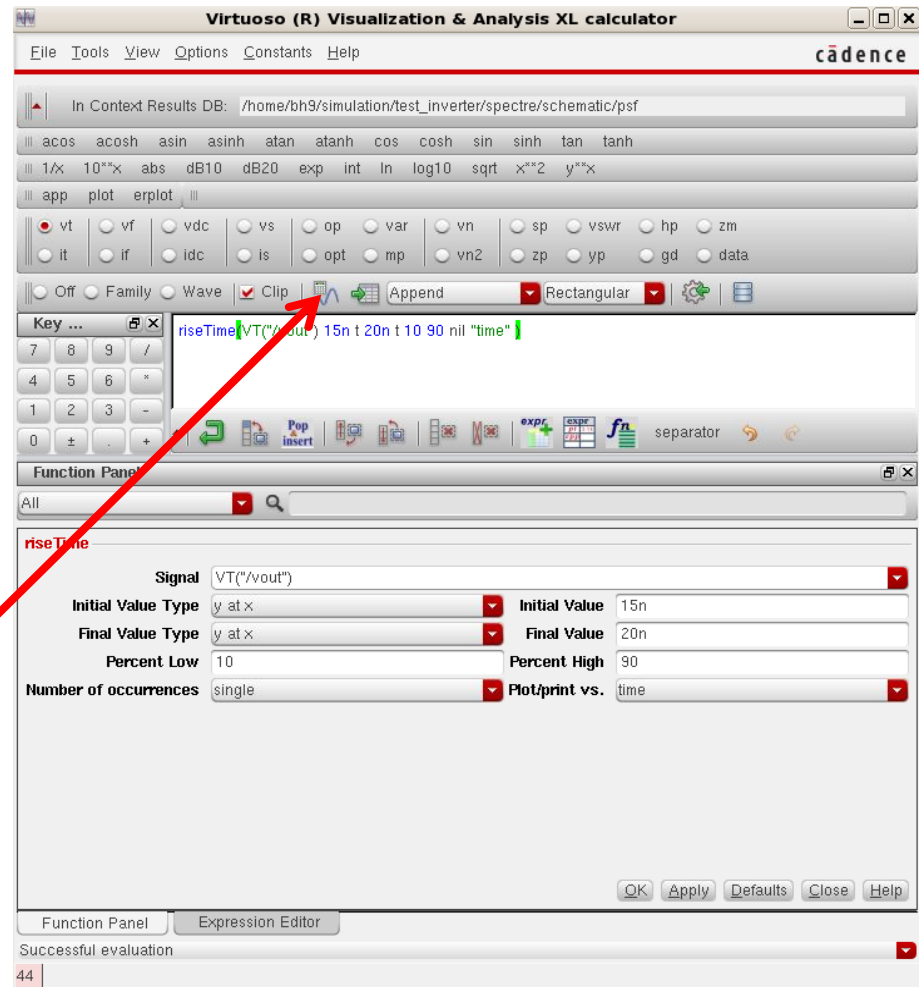 Virtuoso (R) Visualization & Analysis XL calculator
File Tools View Options Constants Help cādence
In Context Results DB: /home/bh9/simulation/test_inverter/spectre/schematic/psf
acos acosh asin asinh atan atanh cos cosh sin sinh tan tanh
1/x 10**x abs dB10 dB20 exp int ln log10 sqrt x**2 y**x
app plot erplot
vt vf vdc vs op var vn sp vswr hp zm
it if idc is opt mp vn2 zp yp gd data
Off Family Wave Clip Append Rectangular
Key ...
riseTime(VT("/vout") 15n t 20n t 10 90 nil "time" )
7 8 9 /
4 5 6 *
1 2 3 -
0 ± . +
Pop & insert expr expr fn separator
Function Panel
All
riseTime
Signal VT("/vout")
Initial Value Type y at x Initial Value 15n
Final Value Type y at x Final Value 20n
Percent Low 10 Percent High 90
Number of occurrences single Plot/print vs. time
OK Apply Defaults Close Help
Function Panel Expression Editor
Successful evaluation
44